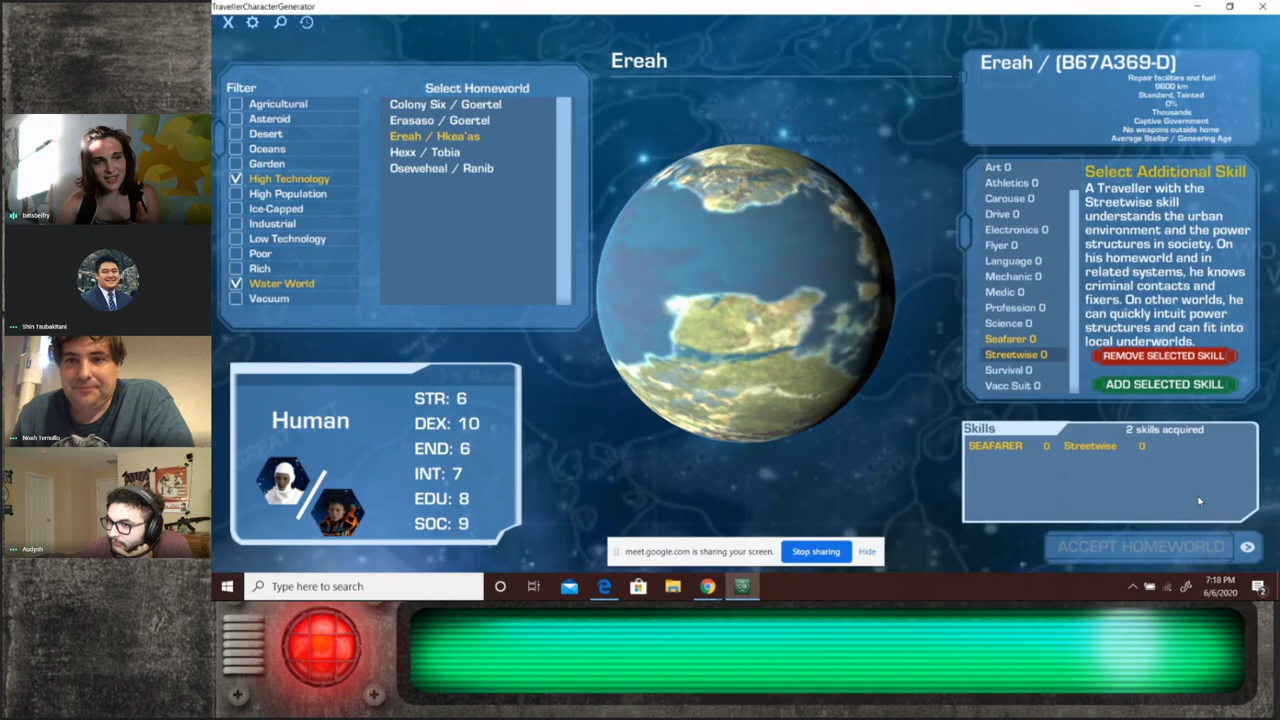 TravellerCharacterGenerator
X
Filter
Agricultural
Asteroid
Desert
Oceans
Garden
High Technology
High Population
Ice-Capped
Industrial
Low Technology
Poor
Rich
Water World
Vacuum
Select Homeworld
Colony Six / Goertel
Erasaso / Goertel
Ereah / Hkea'as
Hexx / Tobia
Oseweheal / Ranib
Ereah
Ereah / (B67A369-D)
Repair facilities and fuel
9600 km
Standard, Tainted
0%
Thousands
Captive Government
No weapons outside home
Average Stellar / Geneering Age
Art 0
Athletics 0
Carouse 0
Drive 0
Electronics 0
Flyer 0
Language 0
Mechanic 0
Medic 0
Profession 0
Science 0
Seafarer 0
Streetwise 0
Survival 0
Vacc Suit 0
Select Additional Skill
A Traveller with the
Streetwise skill
understands the urban
environment and the power
structures in society. On
his homeworld and in
related systems, he knows
criminal contacts and
fixers. On other worlds, he
can quickly intuit power
structures and can fit into
local underworlds.
REMOVE SELECTED SKILL
ADD SELECTED SKILL
Human
STR: 6
DEX: 10
END: 6
INT: 7
EDU: 8
SOC: 9
Skills
2 skills acquired
SEAFARER 0 Streetwise 0
ACCEPT HOMEWORLD
meet.google.com is sharing your screen.
Stop sharing
Hide
Type here to search
7:18 PM
6/6/2020
2
batsbelfry
Shin Tsubakitani
Noah Ternullo
Audynh